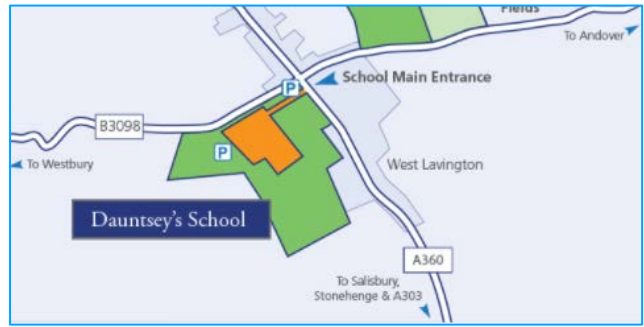 Fields
To Andover
P
School Main Entrance
B3098
P
To Westbury
West Lavington
Dauntsey's School
A360
To Salisbury,
Stonehenge & A303